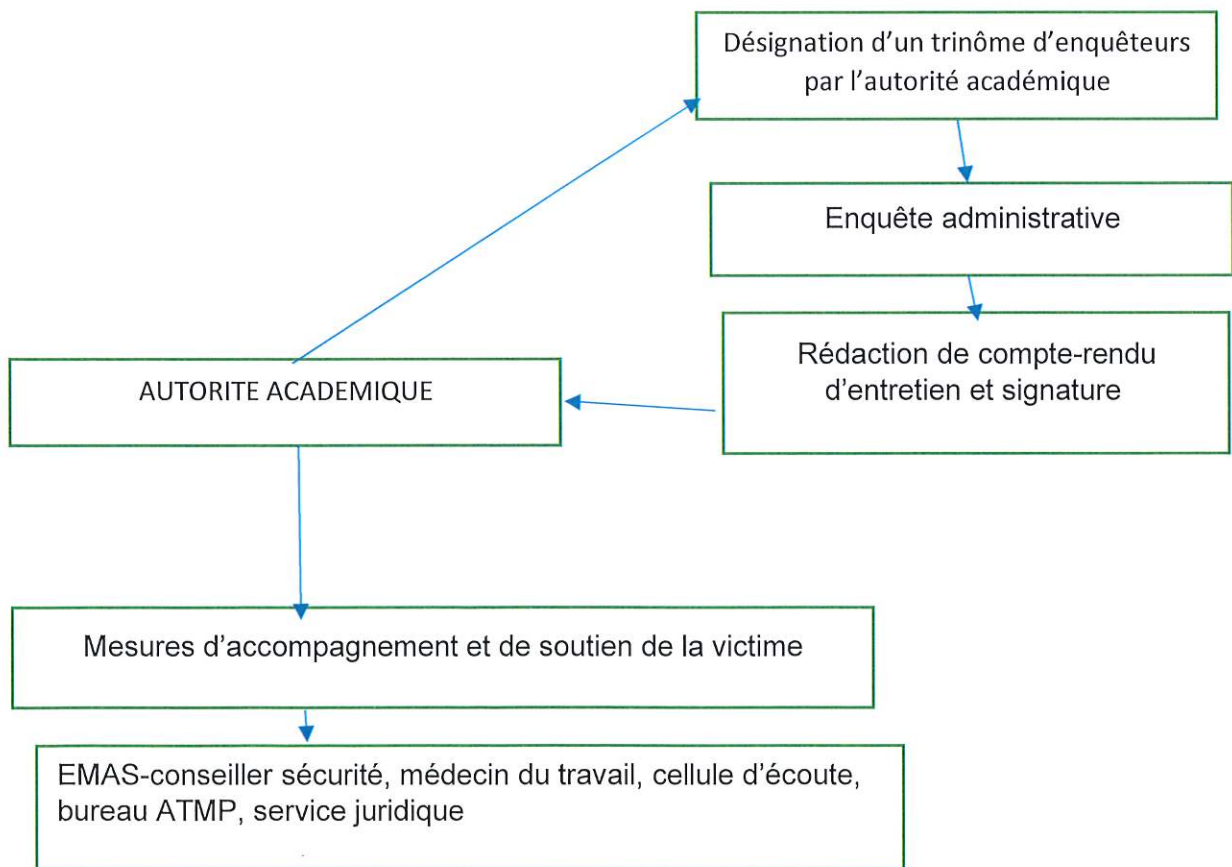 Désignation d’un trinôme d’enquêteurs
par l’autorité académique
Enquête administrative
Rédaction de compte-rendu
d’entretien et signature
AUTORITE ACADEMIQUE
Mesures d’accompagnement et de soutien de la victime
EMAS-conseiller sécurité, médecin du travail, cellule d’écoute,
bureau ATMP, service juridique